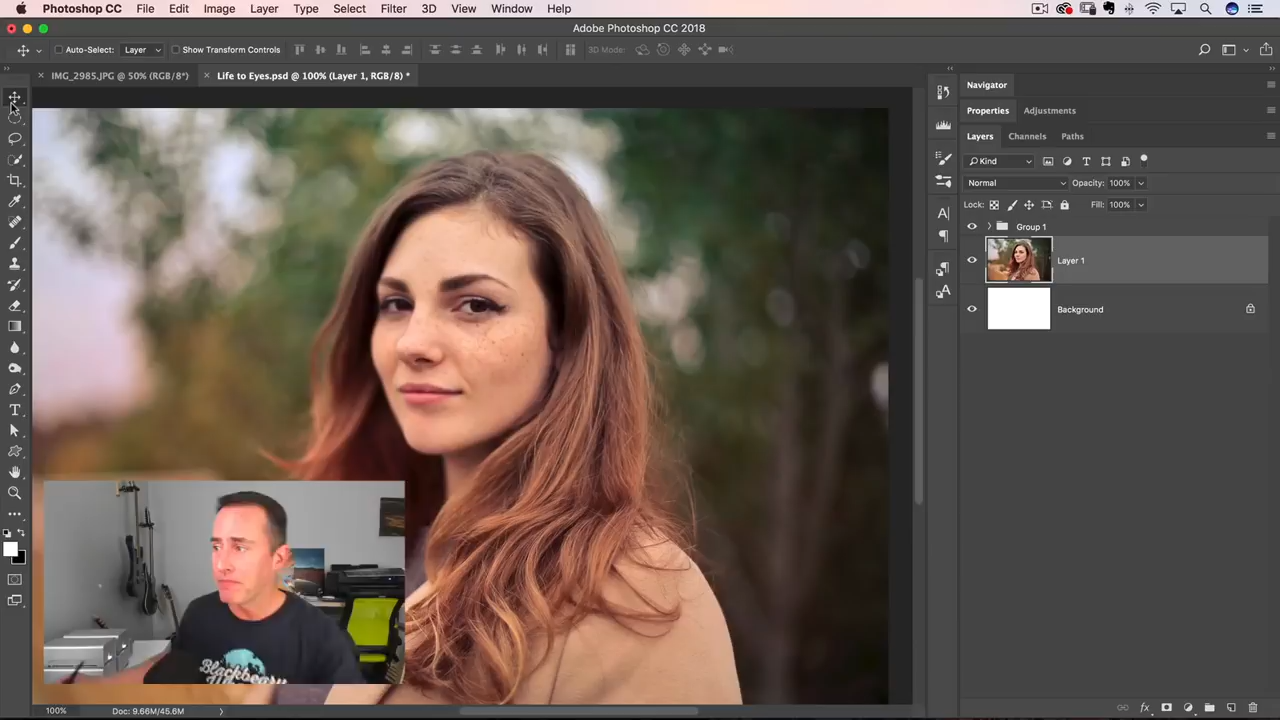 Photoshop CC File Edit Image Layer Type Select Filter 3D View Window Help
Adobe Photoshop CC 2018
Auto-Select: Layer Show Transform Controls 3D Mode:
IMG_2985.JPG @ 50% (RGB/8*) Life to Eyes.psd @ 100% (Layer 1, RGB/8) *
Navigator
Properties Adjustments
Layers Channels Paths
Kind
Normal Opacity: 100%
Lock: Fill: 100%
Group 1
Layer 1
Background
Blackbeary
100% Doc: 9.66M/45.6M